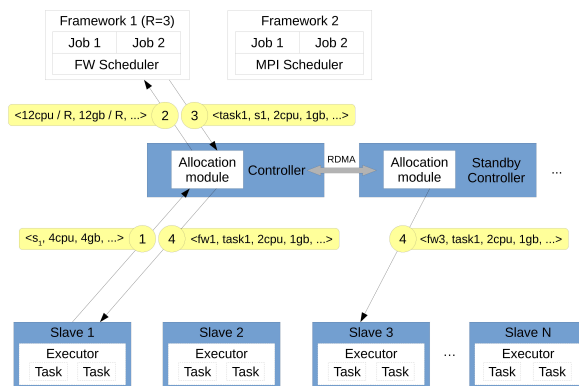 Framework 1 (R=3)
Job 1 Job 2
FW Scheduler
Framework 2
Job 1 Job 2
MPI Scheduler
<12cpu / R, 12gb / R, ...> 2
3 <task1, s1, 2cpu, 1gb, ...>
Allocation
module
Controller
RDMA
Allocation
module
Standby
Controller
...
<s1, 4cpu, 4gb, ...> 1
4 <fw1, task1, 2cpu, 1gb, ...>
4 <fw3, task1, 2cpu, 1gb, ...>
Slave 1
Executor
Task Task
Slave 2
Executor
Task Task
Slave 3
Executor
Task Task
...
Slave N
Executor
Task Task